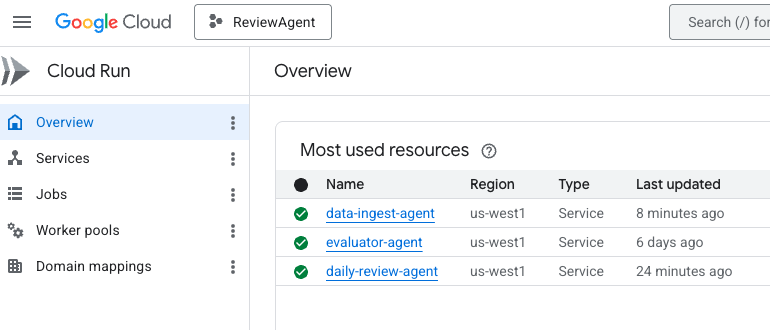 Google Cloud
ReviewAgent
Search (/) for
Cloud Run
Overview
Overview
Services
Jobs
Worker pools
Domain mappings
Most used resources
Name Region Type Last updated
data-ingest-agent us-west1 Service 8 minutes ago
evaluator-agent us-west1 Service 6 days ago
daily-review-agent us-west1 Service 24 minutes ago